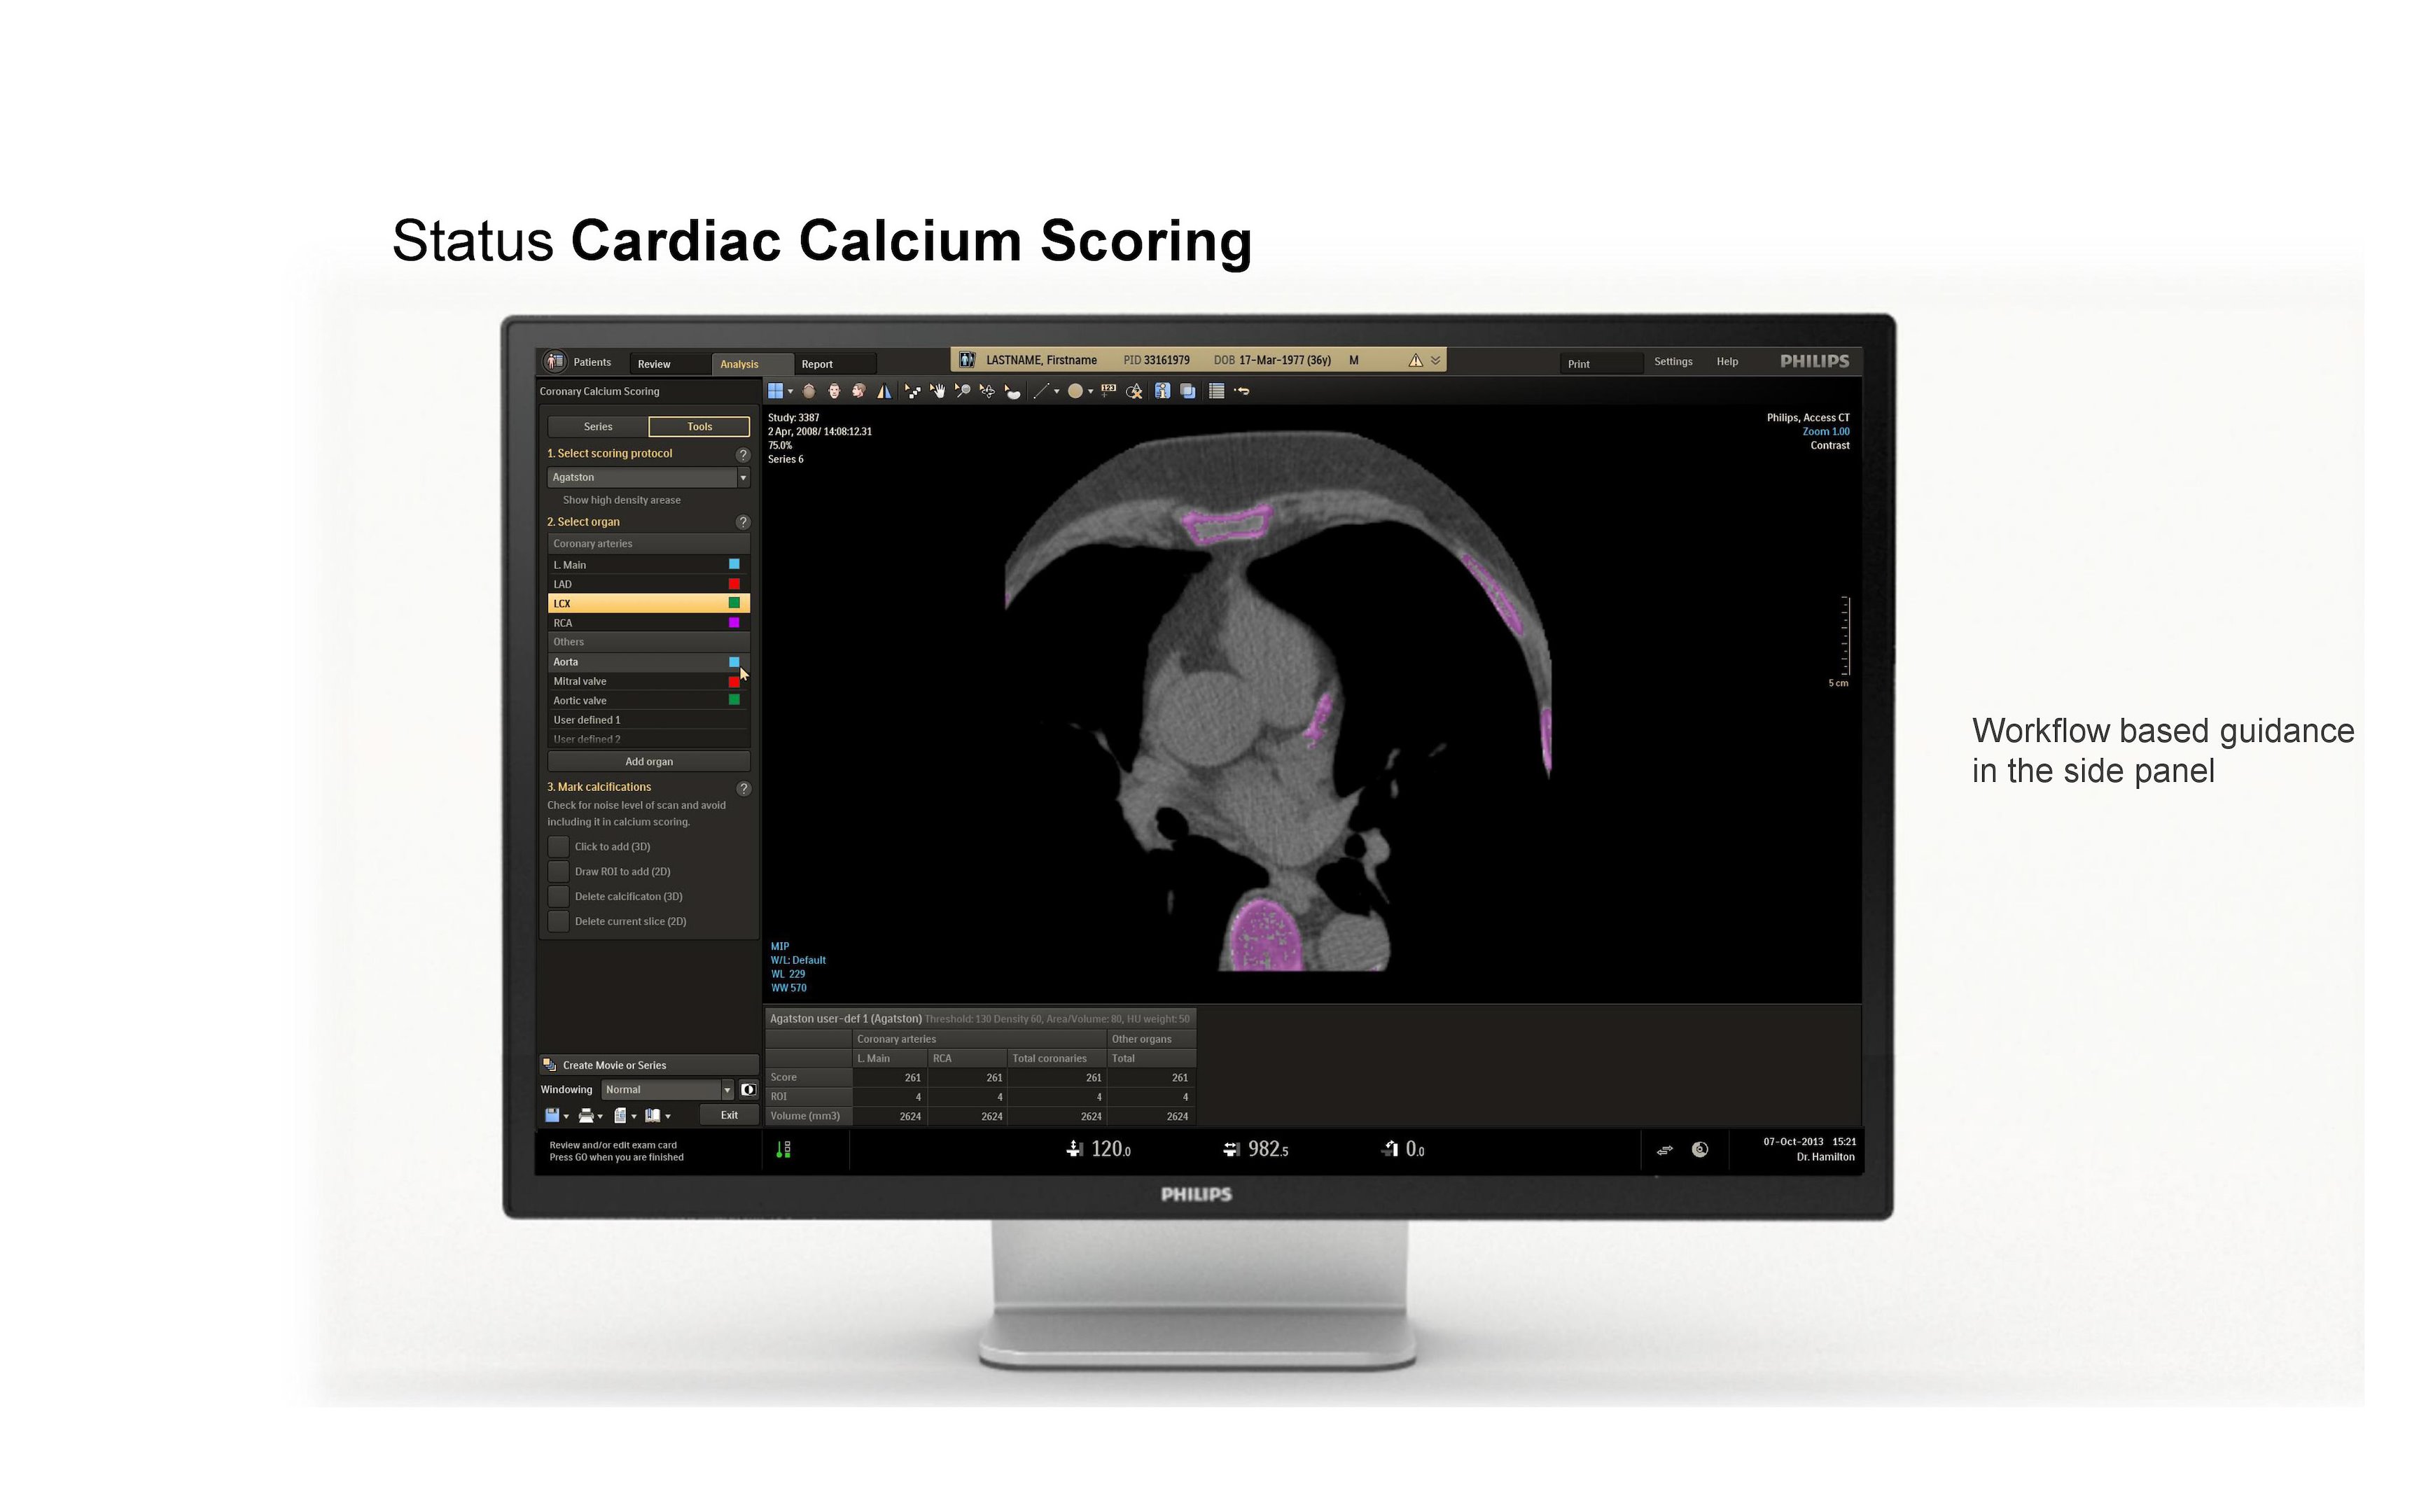 Status Cardiac Calcium Scoring
Patients Review Analysis Report
LASTNAME, Firstname PID 33161979 DOB 17-Mar-1977 (36y) M
Print Settings Help PHILIPS
Coronary Calcium Scoring
Series Tools
1. Select scoring protocol ?
Agatston
Show high density arease
2. Select organ ?
Coronary arteries
L. Main
LAD
LCX
RCA
Others
Aorta
Mitral valve
Aortic valve
User defined 1
User defined 2
Add organ
3. Mark calcifications ?
Check for noise level of scan and avoid
including it in calcium scoring.
Click to add (3D)
Draw ROI to add (2D)
Delete calcificaton (3D)
Delete current slice (2D)
Create Movie or Series
Windowing Normal
Exit
Review and/or edit exam card
Press GO when you are finished
123
Study: 3387
2 Apr, 2008/ 14:08:12.31
75.0%
Series 6
Philips, Access CT
Zoom 1.00
Contrast
5 cm
MIP
W/L: Default
WL 229
WW 570
Agatston user-def 1 (Agatston) Threshold: 130 Density 60, Area/Volume: 80, HU weight: 50
Coronary arteries Other organs
L. Main RCA Total coronaries Total
Score 261 261 261 261
ROI 4 4 4 4
Volume (mm3) 2624 2624 2624 2624
120.0 982.5 0.0
07-Oct-2013 15:21
Dr. Hamilton
PHILIPS
Workflow based guidance
in the side panel